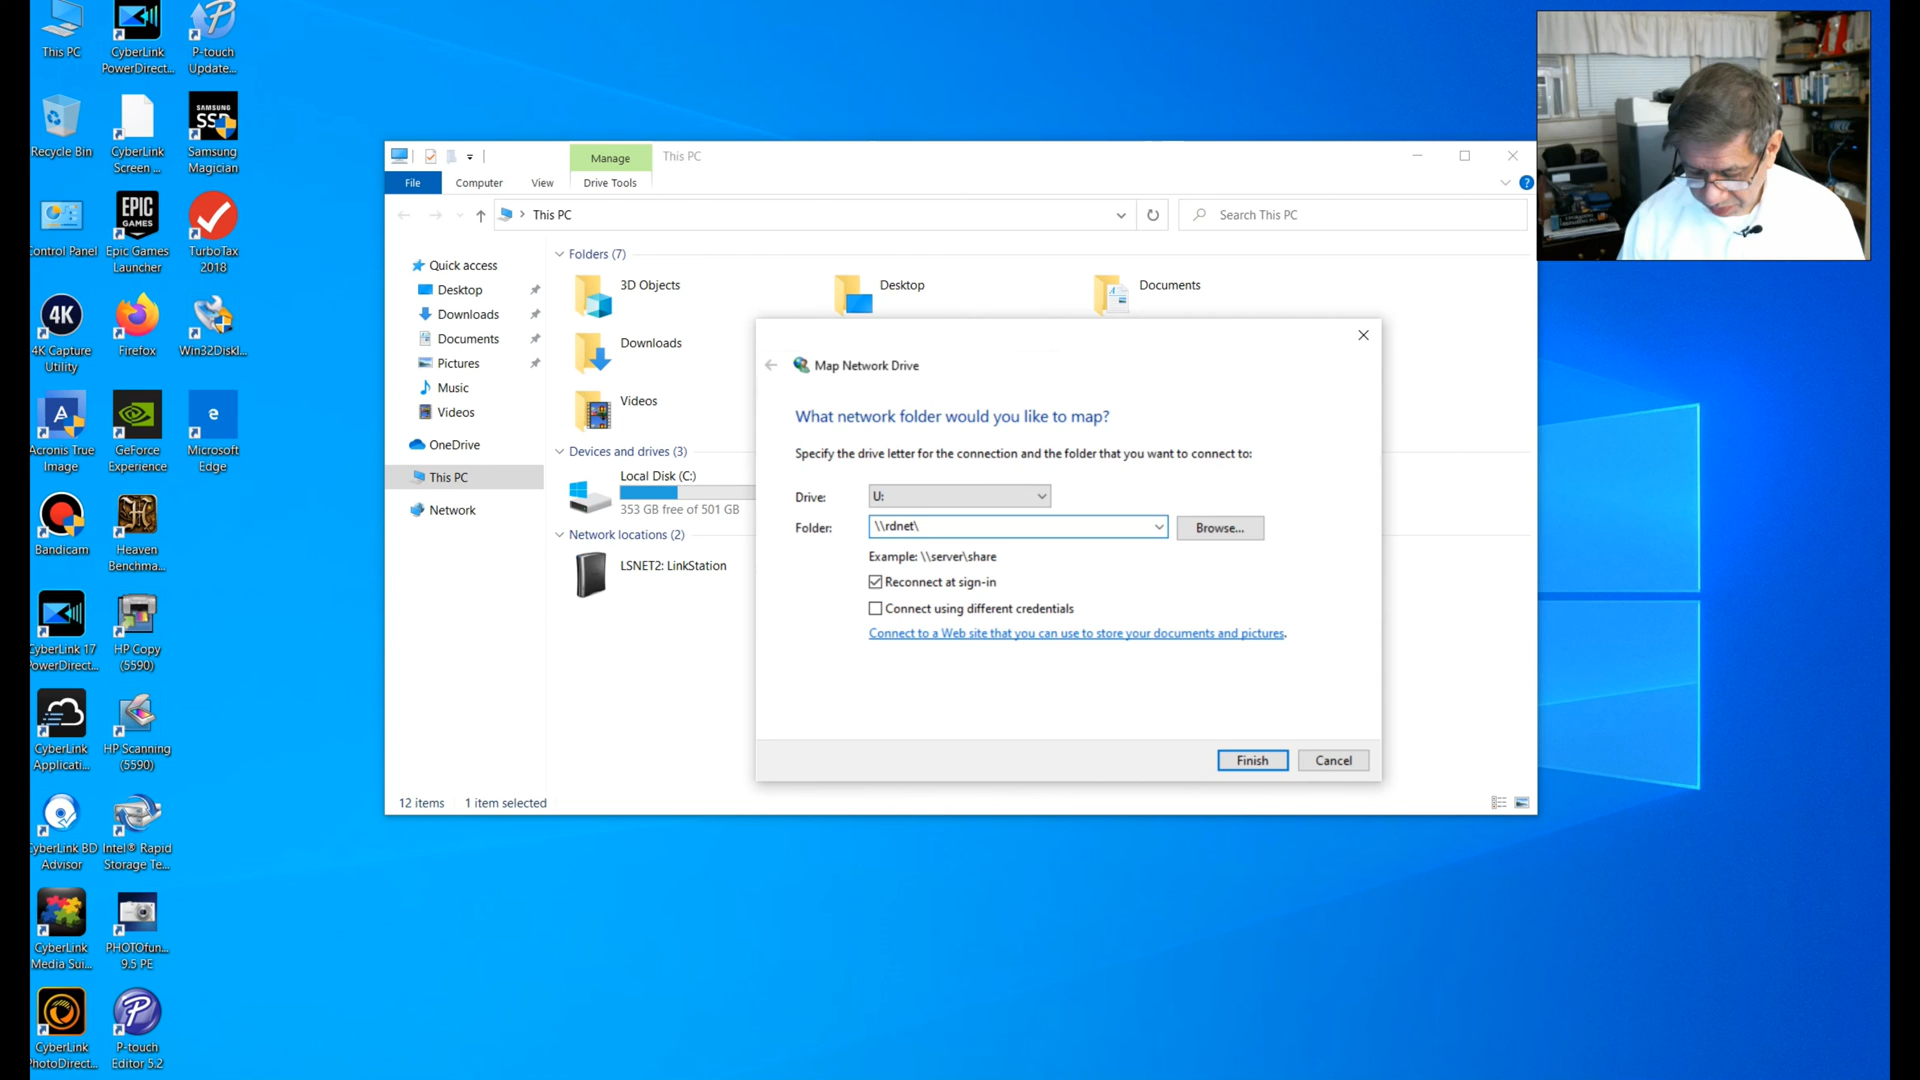 This PC
CyberLink
PowerDirect...
P-touch
Update...
Recycle Bin
CyberLink
Screen ...
SAMSUNG
SSD
Samsung
Magician
Control Panel
EPIC
GAMES
Epic Games
Launcher
TurboTax
2018
4K
4K Capture
Utility
Firefox
Win32DiskI...
A
Acronis True
Image
GeForce
Experience
e
Microsoft
Edge
Bandicam
H
Heaven
Benchma...
CyberLink 17
PowerDirect...
HP Copy
(5590)
CyberLink
Applicati...
HP Scanning
(5590)
CyberLink BD
Advisor
Intel® Rapid
Storage Te...
CyberLink
Media Sui...
PHOTOfun...
9.5 PE
CyberLink
PhotoDirect...
P-touch
Editor 5.2
Manage
This PC
File
Computer
View
Drive Tools
?
This PC
Search This PC
Quick access
Desktop
Downloads
Documents
Pictures
Music
Videos
OneDrive
This PC
Network
Folders (7)
3D Objects
Desktop
Documents
Downloads
Videos
Devices and drives (3)
Local Disk (C:)
353 GB free of 501 GB
Network locations (2)
LSNET2: LinkStation
12 items
1 item selected
Map Network Drive
What network folder would you like to map?
Specify the drive letter for the connection and the folder that you want to connect to:
Drive:
U:
Folder:
\\rdnet\
Browse...
Example: \\server\share
Reconnect at sign-in
Connect using different credentials
Connect to a Web site that you can use to store your documents and pictures.
Finish
Cancel